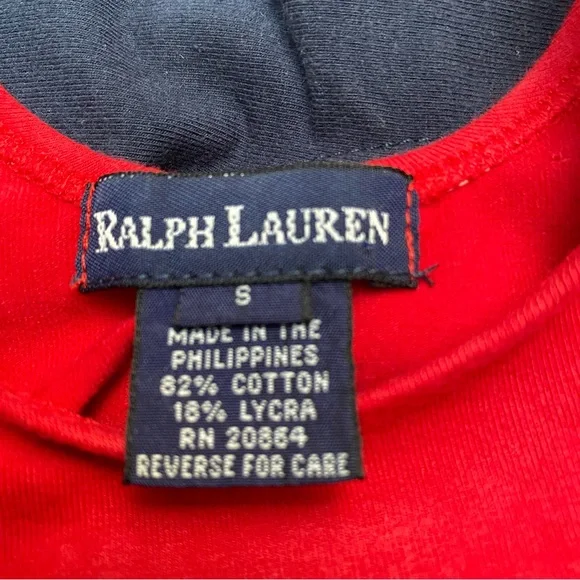 RALPH LAUREN
S
MADE IN THE
PHILIPPINES
82% COTTON
18% LYCRA
RN 20864
REVERSE FOR CARE